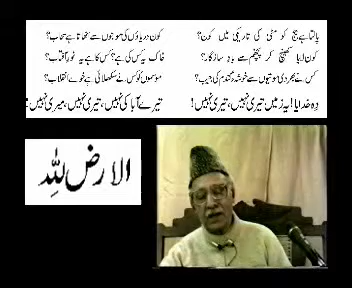 پالتا ہے بیج کو مٹی کی تاریکی میں کون؟
کون دریاؤں کی موجوں سے اٹھاتا ہے سحاب؟
کون لایا کھینچ کر پچھم سے بادِ سازگار؟
خاک یہ کس کی ہے؟ کس کا ہے یہ نورِ آفتاب؟
کس نے بھر دی موتیوں سے خوشۂ گندم کی جیب؟
موسموں کو کس نے سکھلائی ہے خوئے انقلاب؟
دِہ خدایا! یہ زمیں تیری نہیں، تیری نہیں!
تیرے آبا کی نہیں، تیری نہیں، میری نہیں!
الارض للہِ